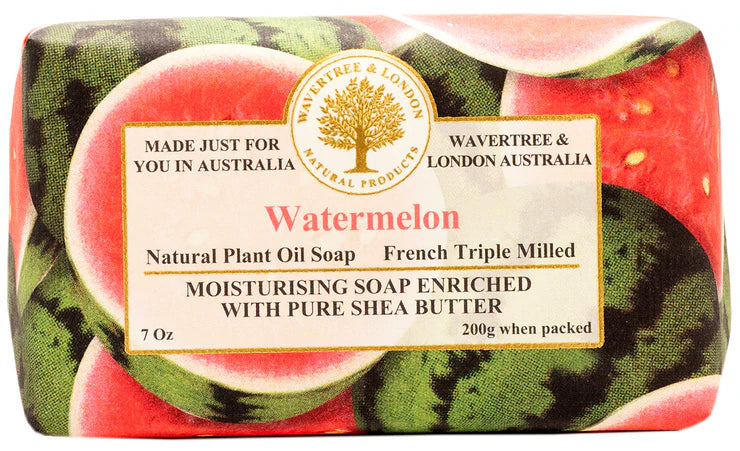 WAVERTREE & LONDON
NATURAL PRODUCTS
MADE JUST FOR
YOU IN AUSTRALIA
WAVERTREE &
LONDON AUSTRALIA
Watermelon
Natural Plant Oil Soap French Triple Milled
MOISTURISING SOAP ENRICHED
WITH PURE SHEA BUTTER
7 Oz 200g when packed